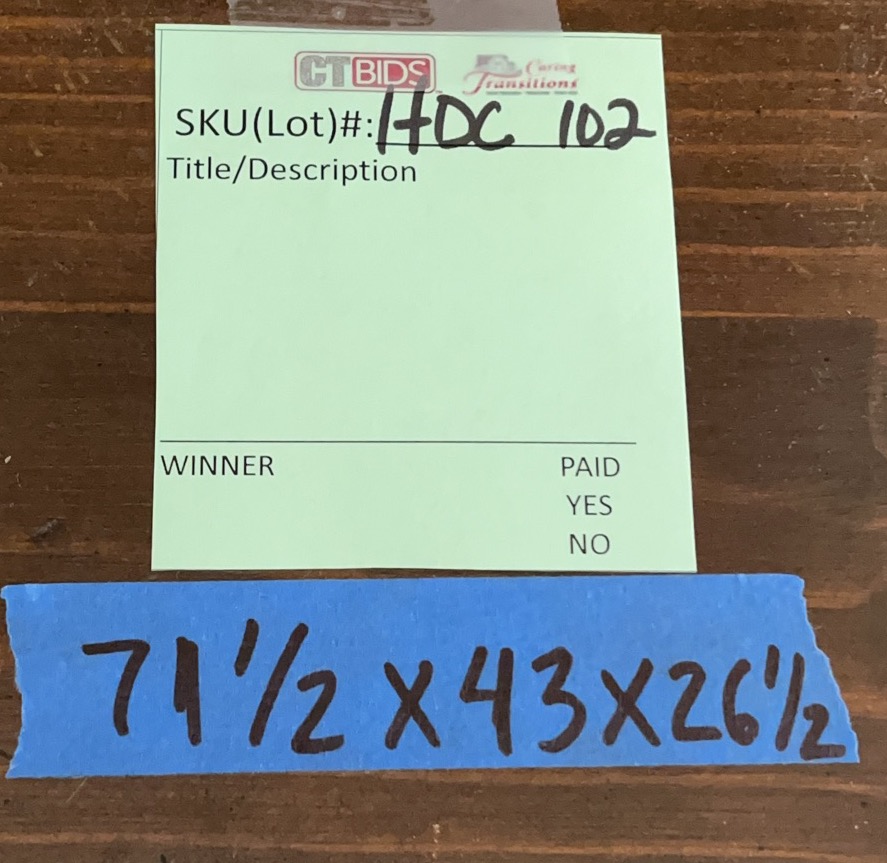 CTBIDS Caring Transitions
SKU(Lot)#: HDC 102
Title/Description
WINNER PAID
YES
NO
71 1/2 X 43 X 26 1/2